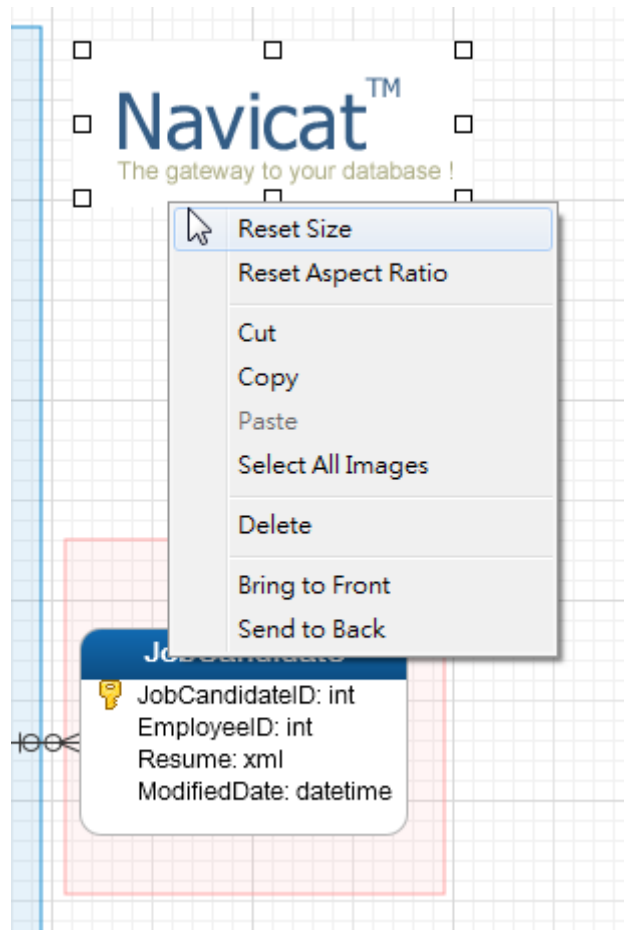 Navicat™
The gateway to your database !
Reset Size
Reset Aspect Ratio
Cut
Copy
Paste
Select All Images
Delete
Bring to Front
Send to Back
JobCandidate
JobCandidateID: int
EmployeeID: int
Resume: xml
ModifiedDate: datetime